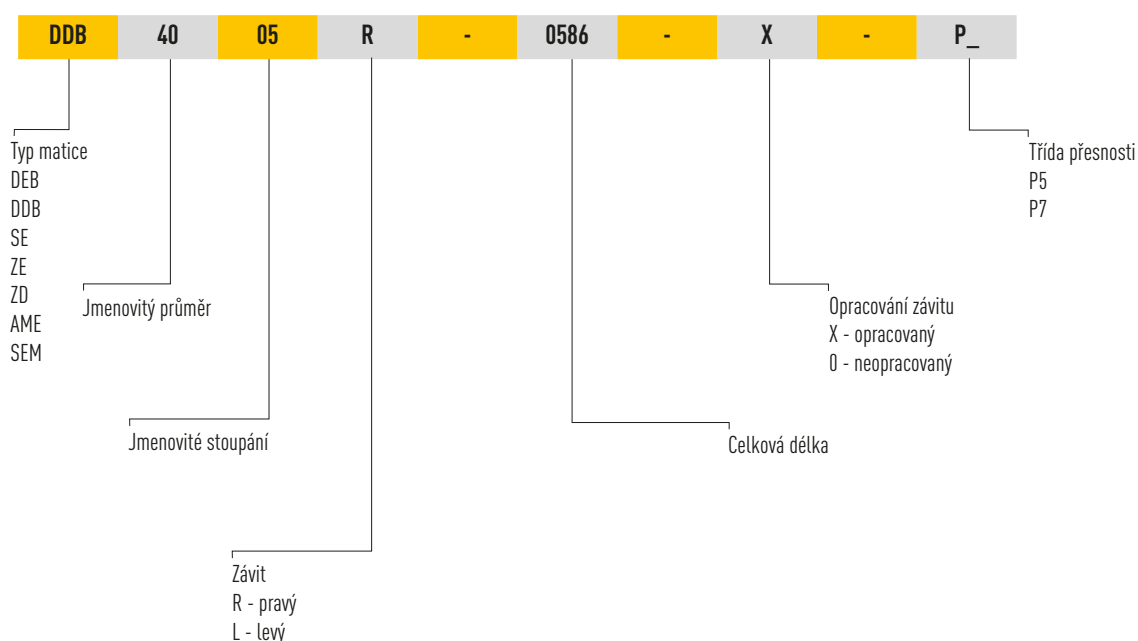 DDB 40 05 R - 0586 - X - P_
Typ matice
DEB
DDB
SE
ZE
ZD
AME
SEM
Jmenovitý průměr
Jmenovité stoupání
Závit
R - pravý
L - levý
Celková délka
Opracování závitu
X - opracovaný
0 - neopracovaný
Třída přesnosti
P5
P7